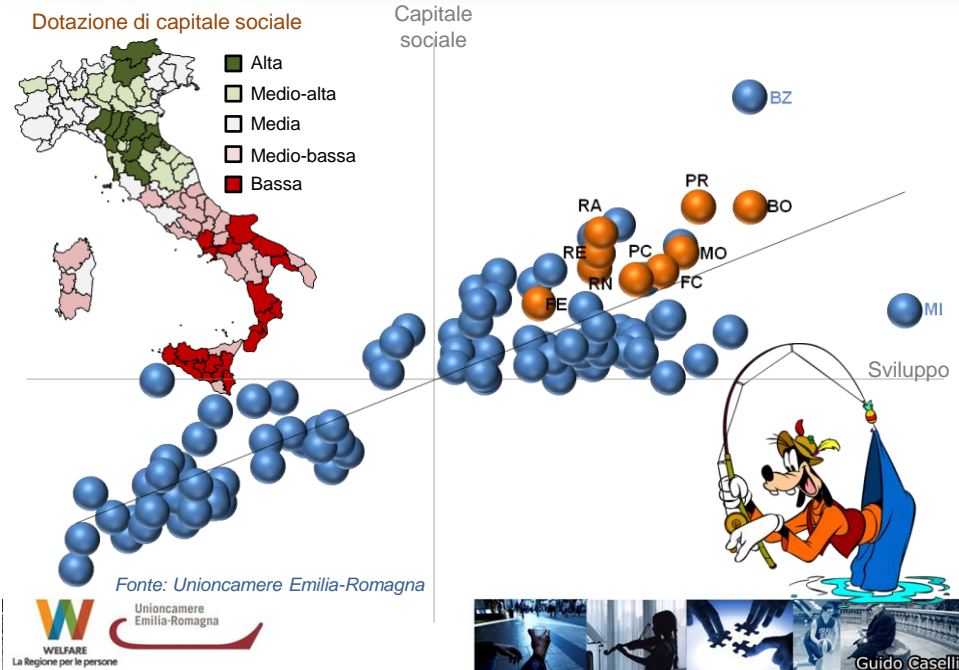 Dotazione di capitale sociale
Alta
Medio-alta
Media
Medio-bassa
Bassa
Capitale
sociale
BZ
PR
BO
RA
RE
PC
MO
RN
FC
FE
MI
Sviluppo
Fonte: Unioncamere Emilia-Romagna
WELFARE
La Regione per le persone
Unioncamere
Emilia-Romagna
Guido Caselli